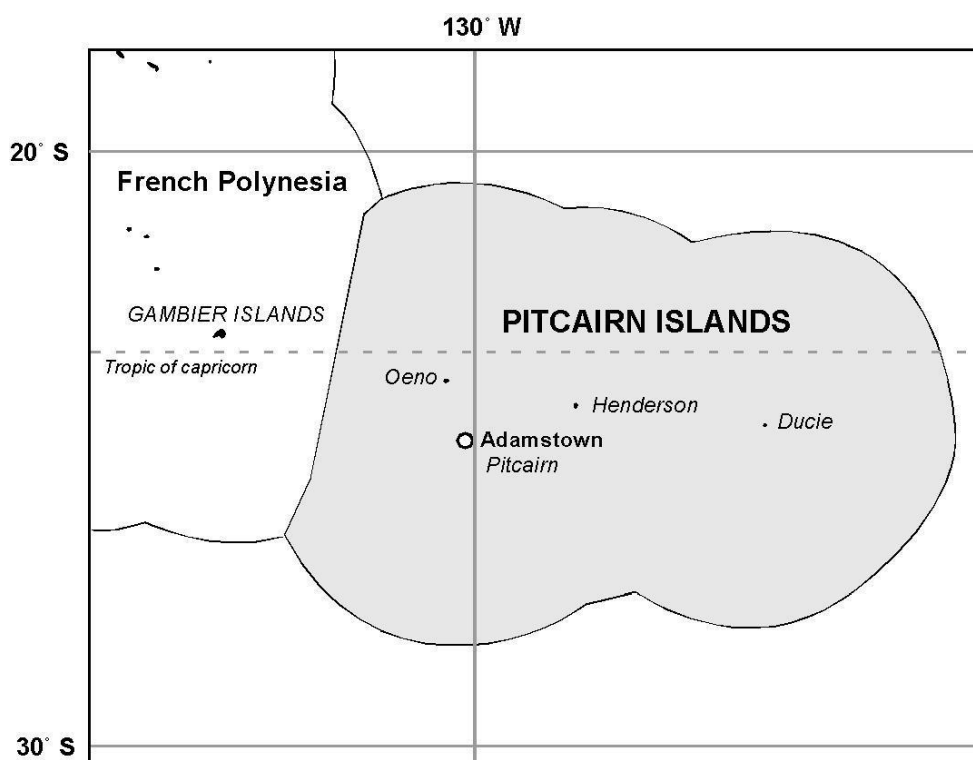 130° W
20° S
French Polynesia
GAMBIER ISLANDS
PITCAIRN ISLANDS
Tropic of capricorn
Oeno
Henderson
Ducie
Adamstown
Pitcairn
30° S